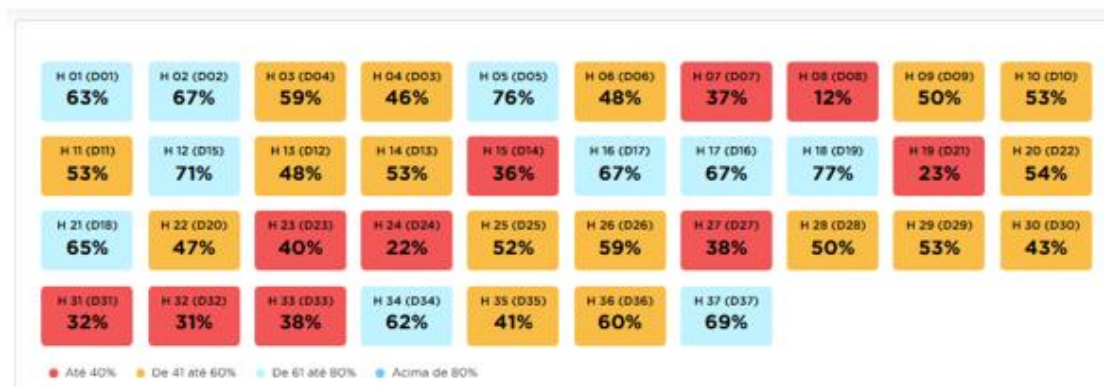 H 01 (D01) H 02 (D02) H 03 (D04) H 04 (D03) H 05 (D05) H 06 (D06) H 07 (D07) H 08 (D08) H 09 (D09) H 10 (D10)
63% 67% 59% 46% 76% 48% 37% 12% 50% 53%
H 11 (D11) H 12 (D15) H 13 (D12) H 14 (D13) H 15 (D14) H 16 (D17) H 17 (D16) H 18 (D19) H 19 (D21) H 20 (D22)
53% 71% 48% 53% 36% 67% 67% 77% 23% 54%
H 21 (D18) H 22 (D20) H 23 (D23) H 24 (D24) H 25 (D25) H 26 (D26) H 27 (D27) H 28 (D28) H 29 (D29) H 30 (D30)
65% 47% 40% 22% 52% 59% 38% 50% 53% 43%
H 31 (D31) H 32 (D32) H 33 (D33) H 34 (D34) H 35 (D35) H 36 (D36) H 37 (D37)
32% 31% 38% 62% 41% 60% 69%
Até 40% De 41 até 60% De 61 até 80% Acima de 80%